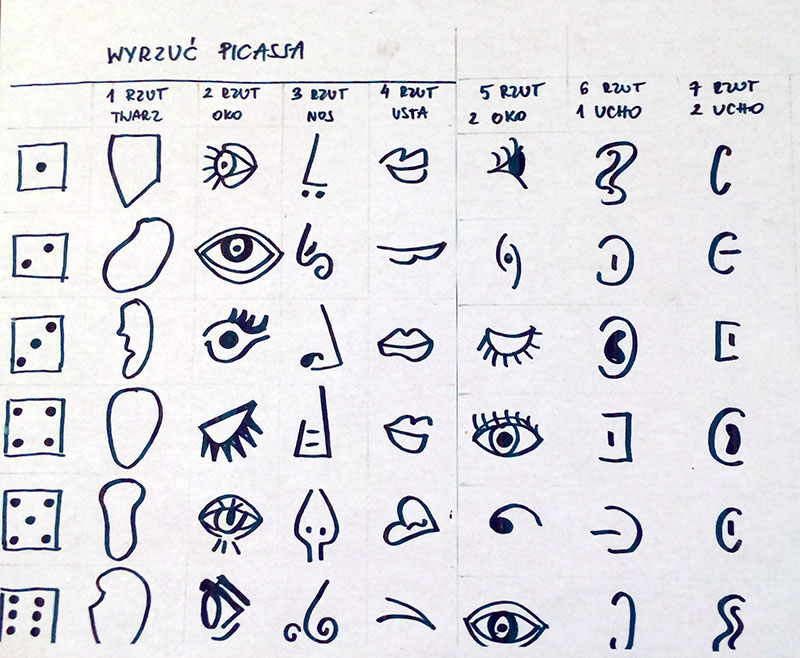 WYRZUĆ PICASSA
1 RZUT TWARZ
2 RZUT OKO
3 RZUT NOS
4 RZUT USTA
5 RZUT 2 OKO
6 RZUT 1 UCHO
7 RZUT 2 UCHO